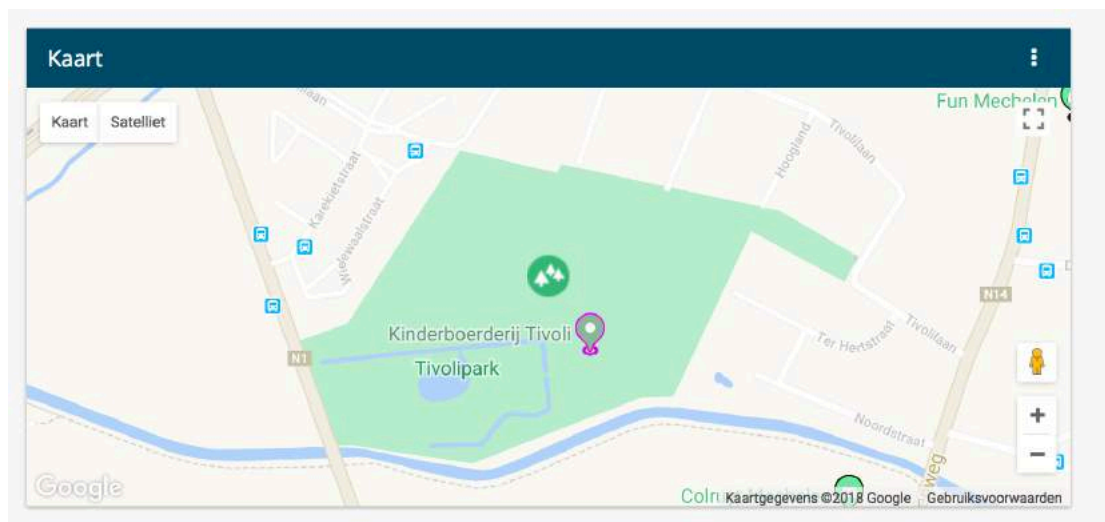 Kaart
Kaart Satelliet
Fun Mechelen
Tivolilaan
Hoogland
Karekietstraat
Wielewaalstraat
N14
Kinderboerderij Tivoli
N1
Tivolipark
Ter Hertstraat
Tivolilaan
Noordstraat
Google
Kaartgegevens ©2018 Google Gebruiksvoorwaarden